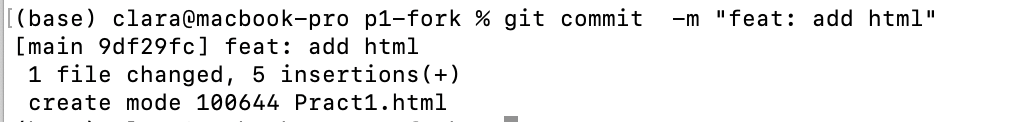 (base) clara@macbook-pro p1-fork % git commit  -m "feat: add html"
[main 9df29fc] feat: add html
 1 file changed, 5 insertions(+)
 create mode 100644 Pract1.html